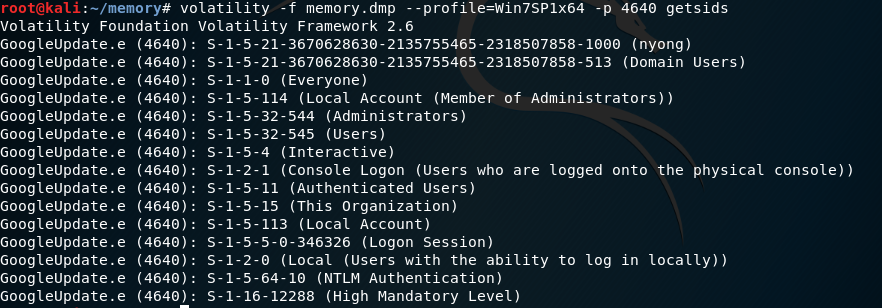 root@kali:~/memory# volatility -f memory.dmp --profile=Win7SP1x64 -p 4640 getsids
Volatility Foundation Volatility Framework 2.6
GoogleUpdate.e (4640): S-1-5-21-3670628630-2135755465-2318507858-1000 (nyong)
GoogleUpdate.e (4640): S-1-5-21-3670628630-2135755465-2318507858-513 (Domain Users)
GoogleUpdate.e (4640): S-1-1-0 (Everyone)
GoogleUpdate.e (4640): S-1-5-114 (Local Account (Member of Administrators))
GoogleUpdate.e (4640): S-1-5-32-544 (Administrators)
GoogleUpdate.e (4640): S-1-5-32-545 (Users)
GoogleUpdate.e (4640): S-1-5-4 (Interactive)
GoogleUpdate.e (4640): S-1-2-1 (Console Logon (Users who are logged onto the physical console))
GoogleUpdate.e (4640): S-1-5-11 (Authenticated Users)
GoogleUpdate.e (4640): S-1-5-15 (This Organization)
GoogleUpdate.e (4640): S-1-5-113 (Local Account)
GoogleUpdate.e (4640): S-1-5-5-0-346326 (Logon Session)
GoogleUpdate.e (4640): S-1-2-0 (Local (Users with the ability to log in locally))
GoogleUpdate.e (4640): S-1-5-64-10 (NTLM Authentication)
GoogleUpdate.e (4640): S-1-16-12288 (High Mandatory Level)